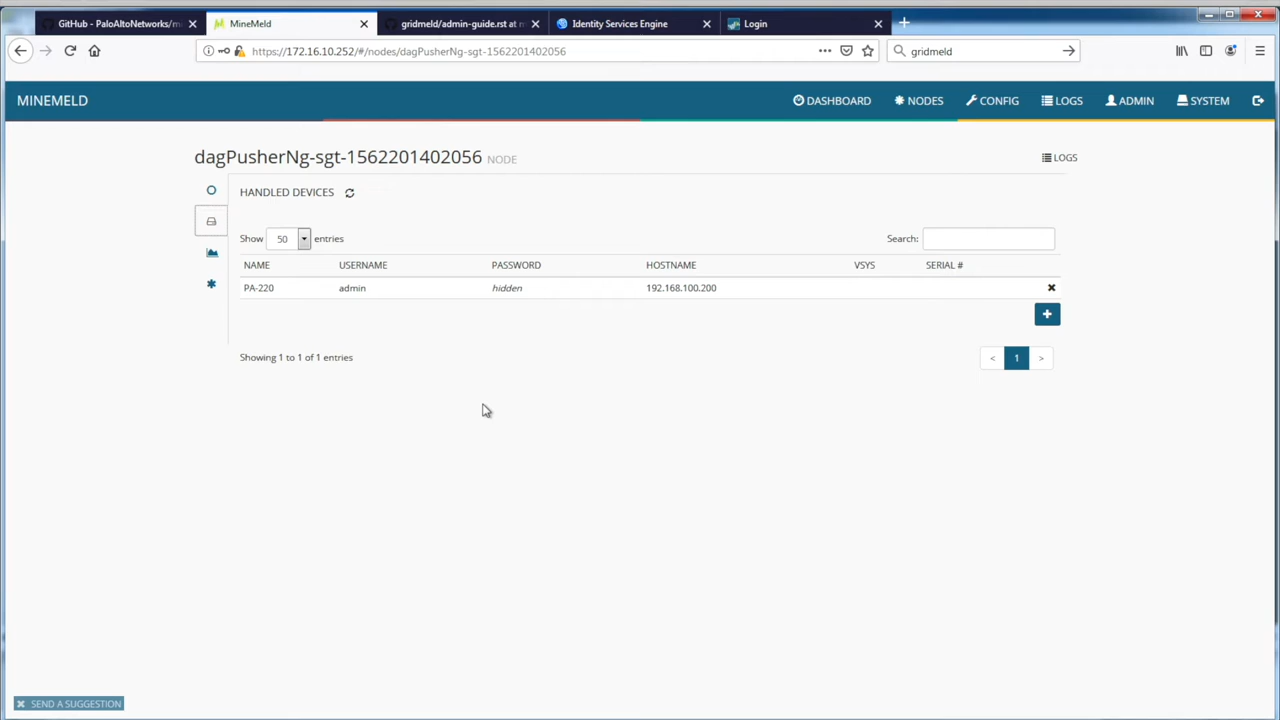 GitHub - PaloAltoNetworks/m
MineMeld
gridmeld/admin-guide.rst at m
Identity Services Engine
Login
https://172.16.10.252/#/nodes/dagPusherNg-sgt-1562201402056
gridmeld
MINEMELD
DASHBOARD
NODES
CONFIG
LOGS
ADMIN
SYSTEM
dagPusherNg-sgt-1562201402056 NODE
LOGS
HANDLED DEVICES
Show 50 entries
Search:
NAME USERNAME PASSWORD HOSTNAME VSYS SERIAL #
PA-220 admin hidden 192.168.100.200
Showing 1 to 1 of 1 entries
< 1 >
SEND A SUGGESTION